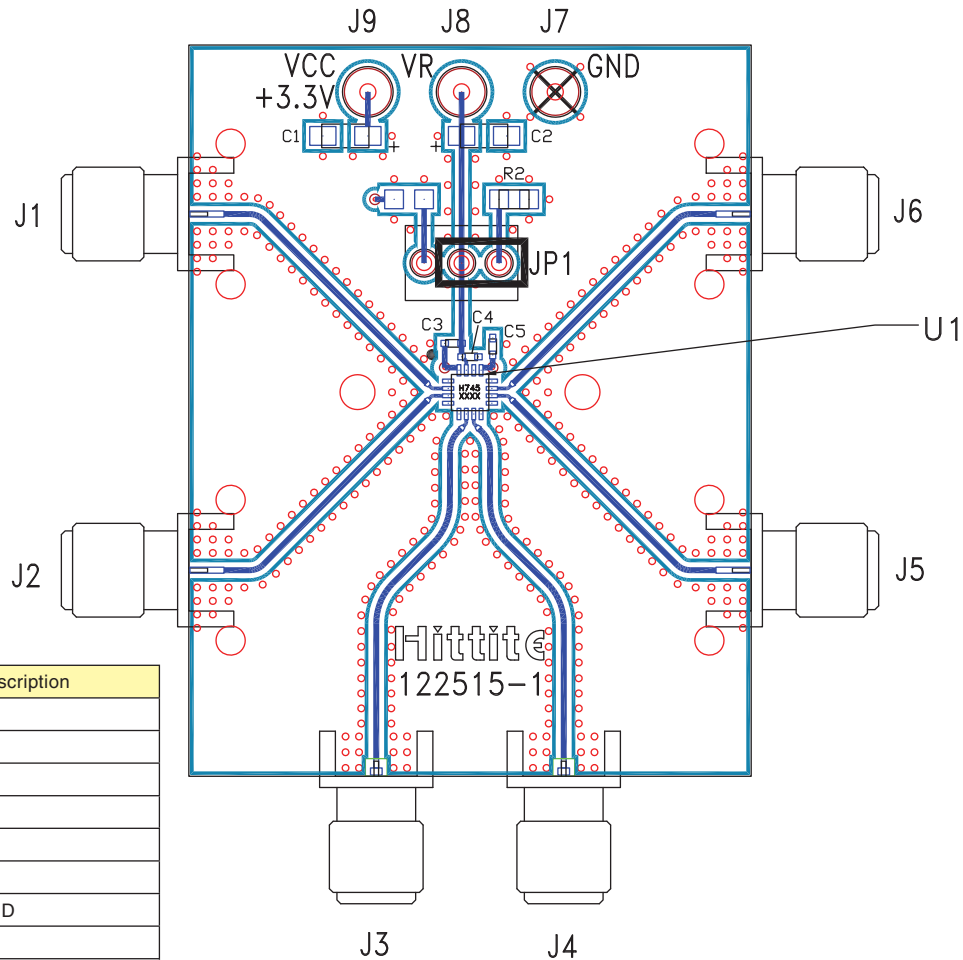 J9
J8
J7
VCC
+3.3V
VR
GND
C1
+
+
C2
R2
J1
J6
JP1
C3
C4
C5
U1
H745
XXXX
J2
J5
Hittite
122515-1
scription
D
J3
J4